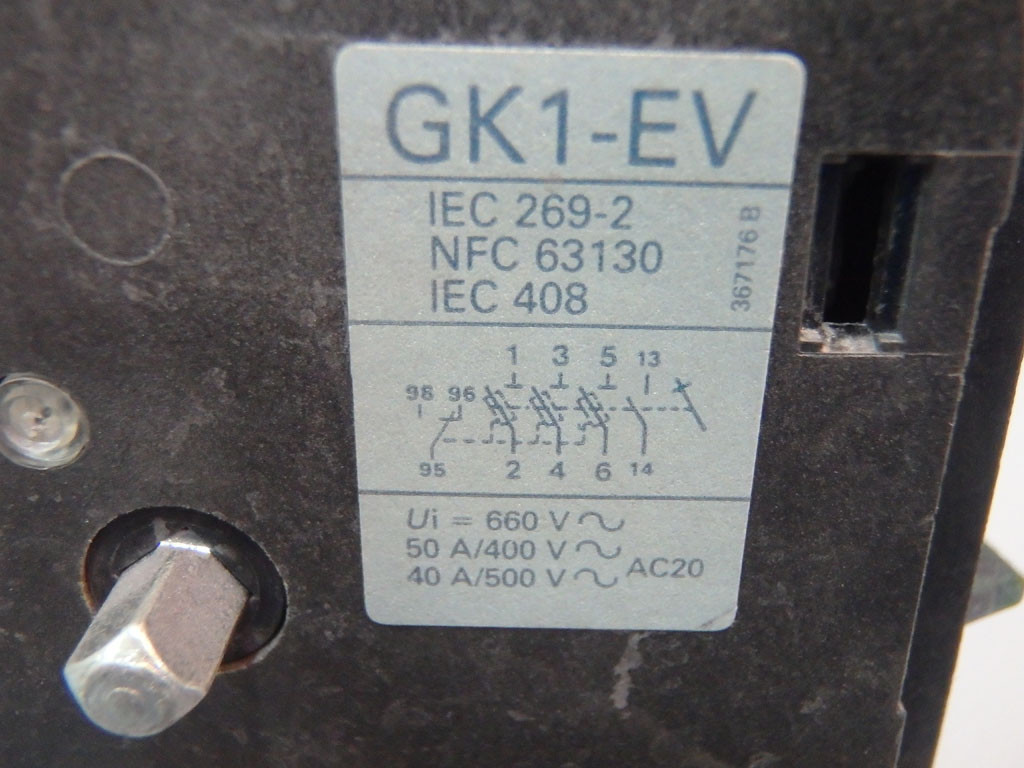 GK1-EV
IEC 269-2
NFC 63130
IEC 408
367176 B
1 3 5 13
98 96
95 2 4 6 14
Ui = 660 V ~
50 A/400 V ~
40 A/500 V ~ AC20